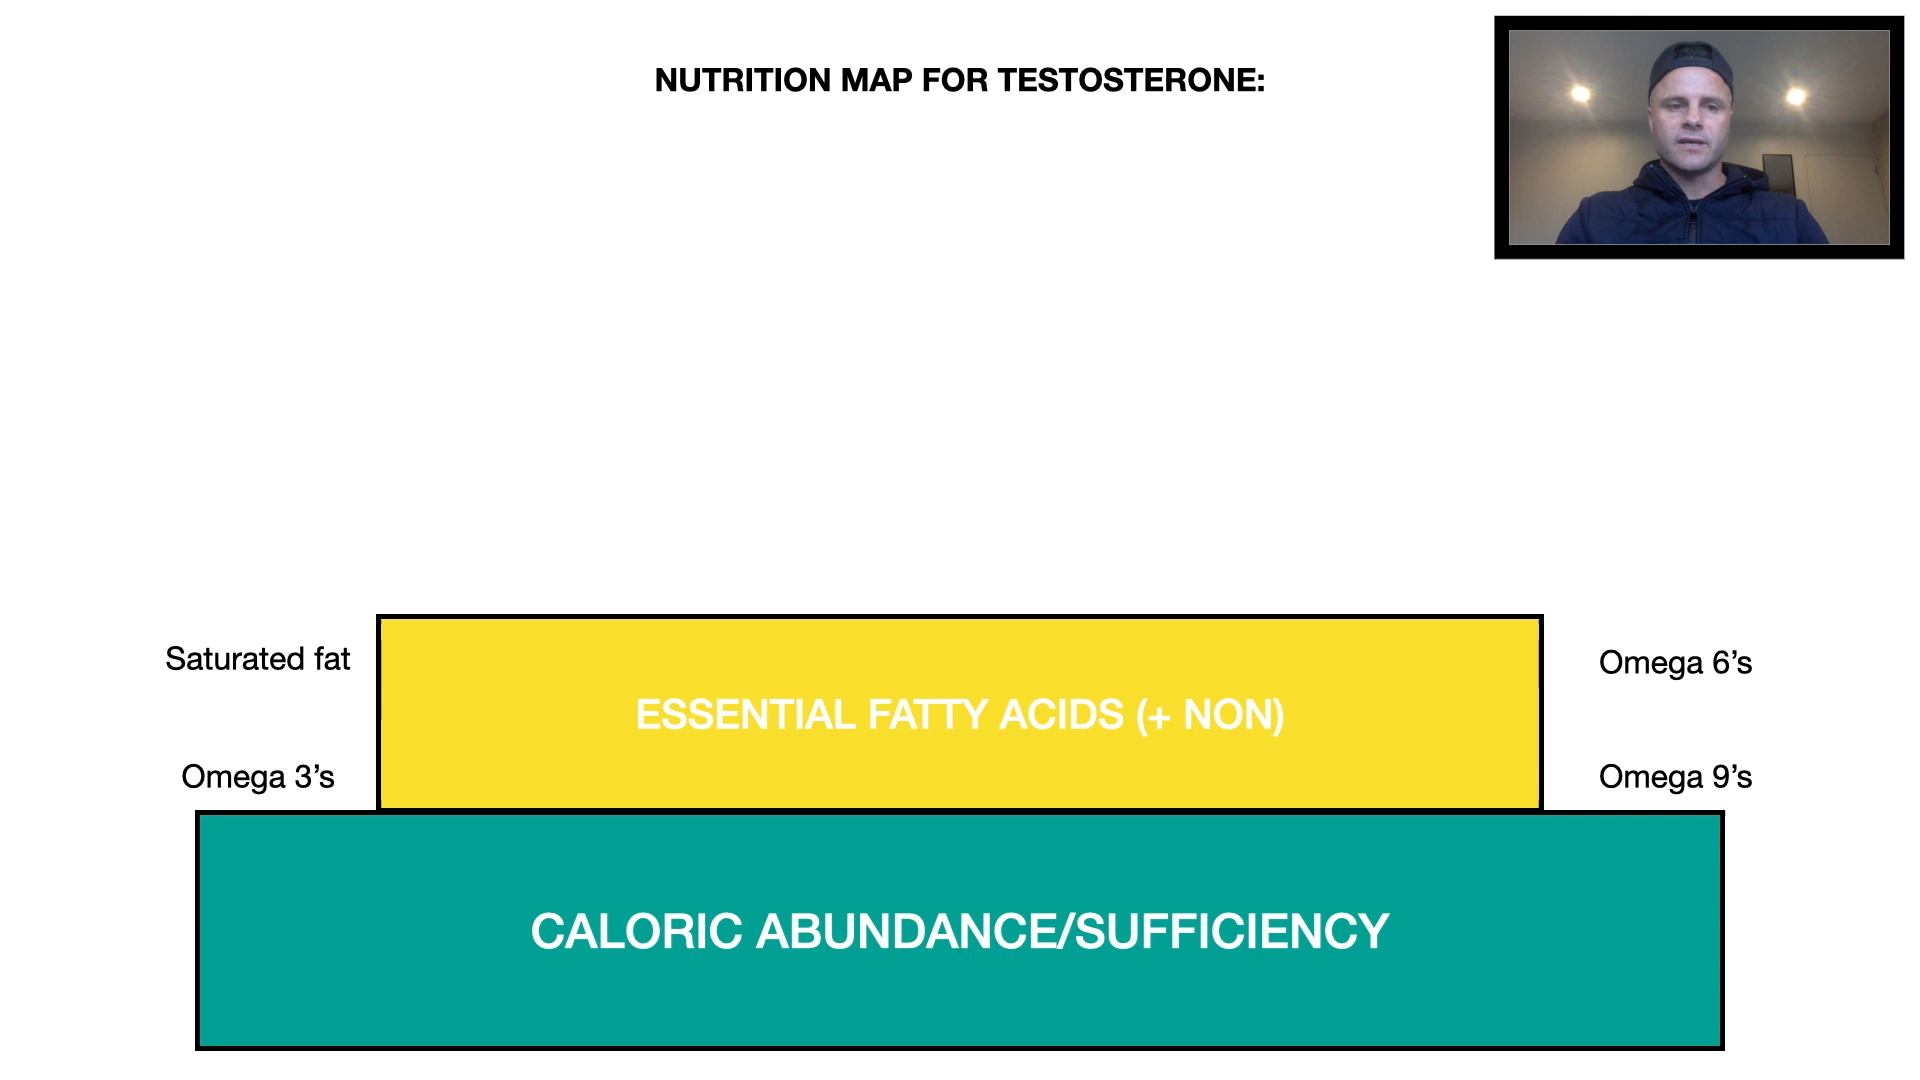 NUTRITION MAP FOR TESTOSTERONE:
Saturated fat
Omega 6’s
ESSENTIAL FATTY ACIDS (+ NON)
Omega 3’s
Omega 9’s
CALORIC ABUNDANCE/SUFFICIENCY